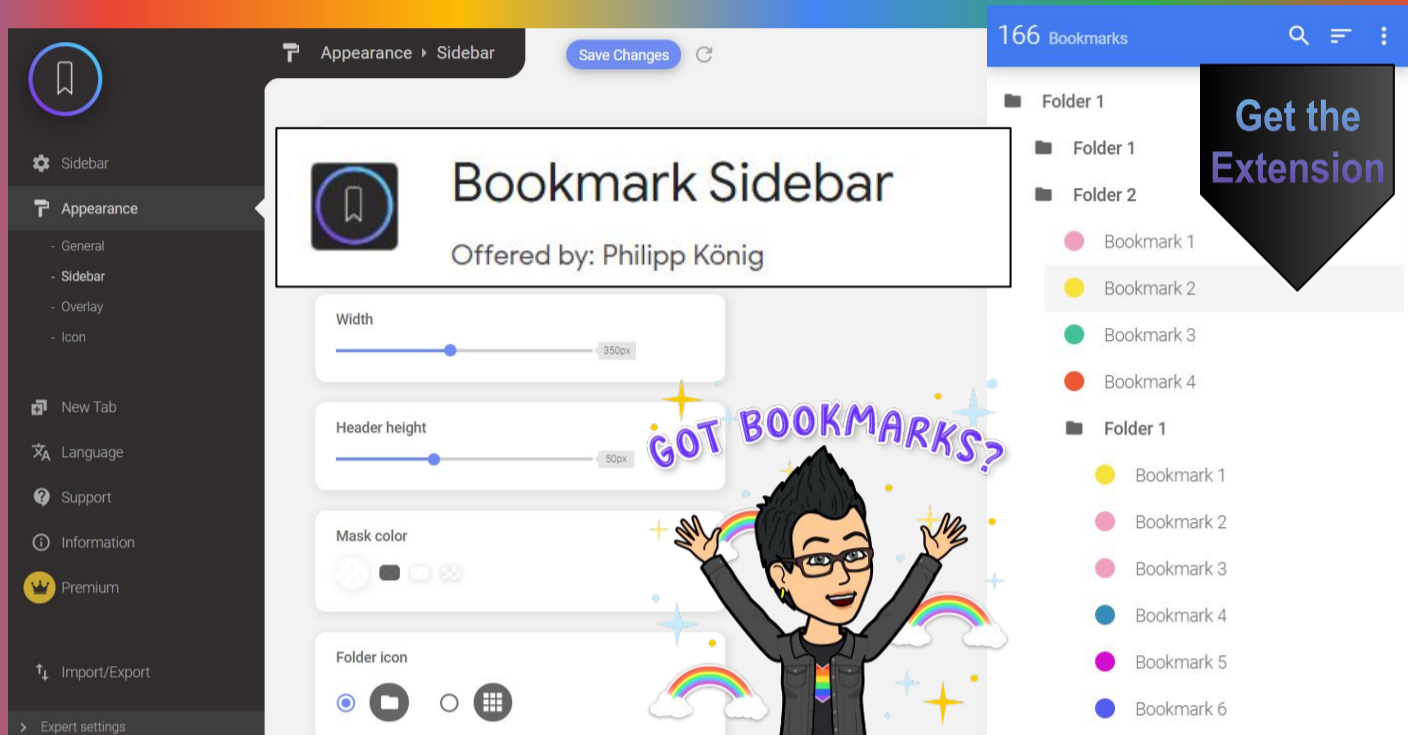 Appearance ▸ Sidebar
Save Changes
Sidebar
Appearance
- General
- Sidebar
- Overlay
- Icon
New Tab
Language
Support
Information
Premium
Import/Export
Expert settings
Bookmark Sidebar
Offered by: Philipp König
Width
350px
Header height
50px
Mask color
Folder icon
GOT BOOKMARKS?
166 Bookmarks
Get the
Extension
Folder 1
Folder 1
Folder 2
Bookmark 1
Bookmark 2
Bookmark 3
Bookmark 4
Folder 1
Bookmark 1
Bookmark 2
Bookmark 3
Bookmark 4
Bookmark 5
Bookmark 6